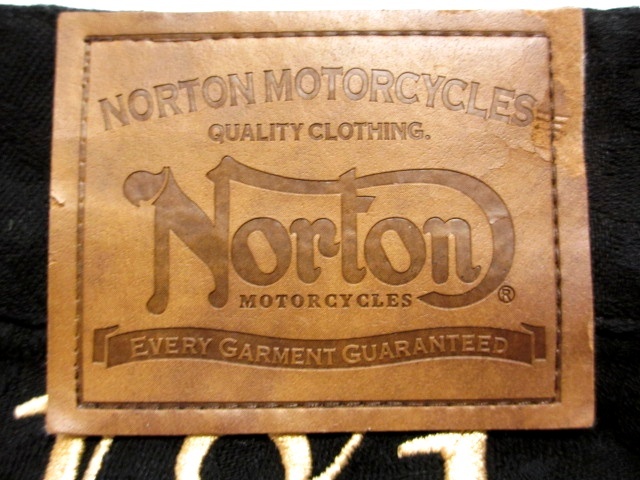 NORTON MOTORCYCLES
QUALITY CLOTHING.
Norton
MOTORCYCLES ®
EVERY GARMENT GUARANTEED